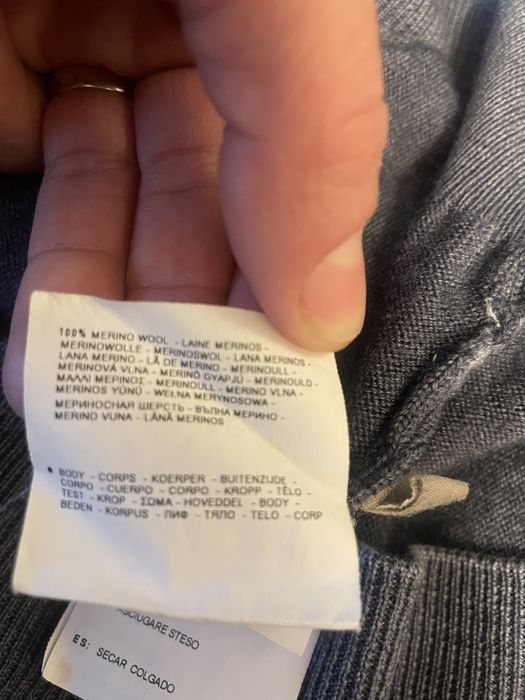 100% MERINO WOOL - LAINE MERINOS -
MERINOWOLLE - MERINOSWOL - LANA MERINOS -
LANA MERINO - LÃ DE MERINO - MERINOULL -
MERINOVÁ VLNA - MERINÓ GYAPJÚ - MERINOULD -
ΜΑΛΛΙ ΜΕΡΙΝΟΣ - MERINOULL - MERINO VLNA -
MERINOS YÜNÜ - WEŁNA MERYNOSOWA -
МЕРИНОСНАЯ ШЕРСТЬ - ВЪЛНА МЕРИНО -
MERINO VUNA - LÂNĂ MERINOS
• BODY - CORPS - KOERPER - BUITENZIJDE -
CORPO - CUERPO - CORPO - KROPP - TĚLO -
TEST - KROP - ΣΩΜΑ - HOVEDDEL - BODY -
BEDEN - KORPUS - ЛИФ - ТЯЛО - TELO - CORP
ASCIUGARE STESO
ES: SECAR COLGADO